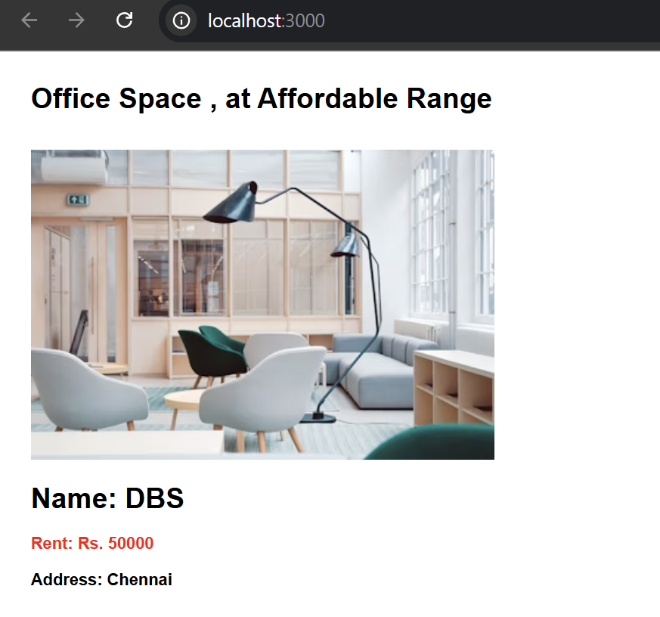 localhost:3000
Office Space , at Affordable Range
Name: DBS
Rent: Rs. 50000
Address: Chennai